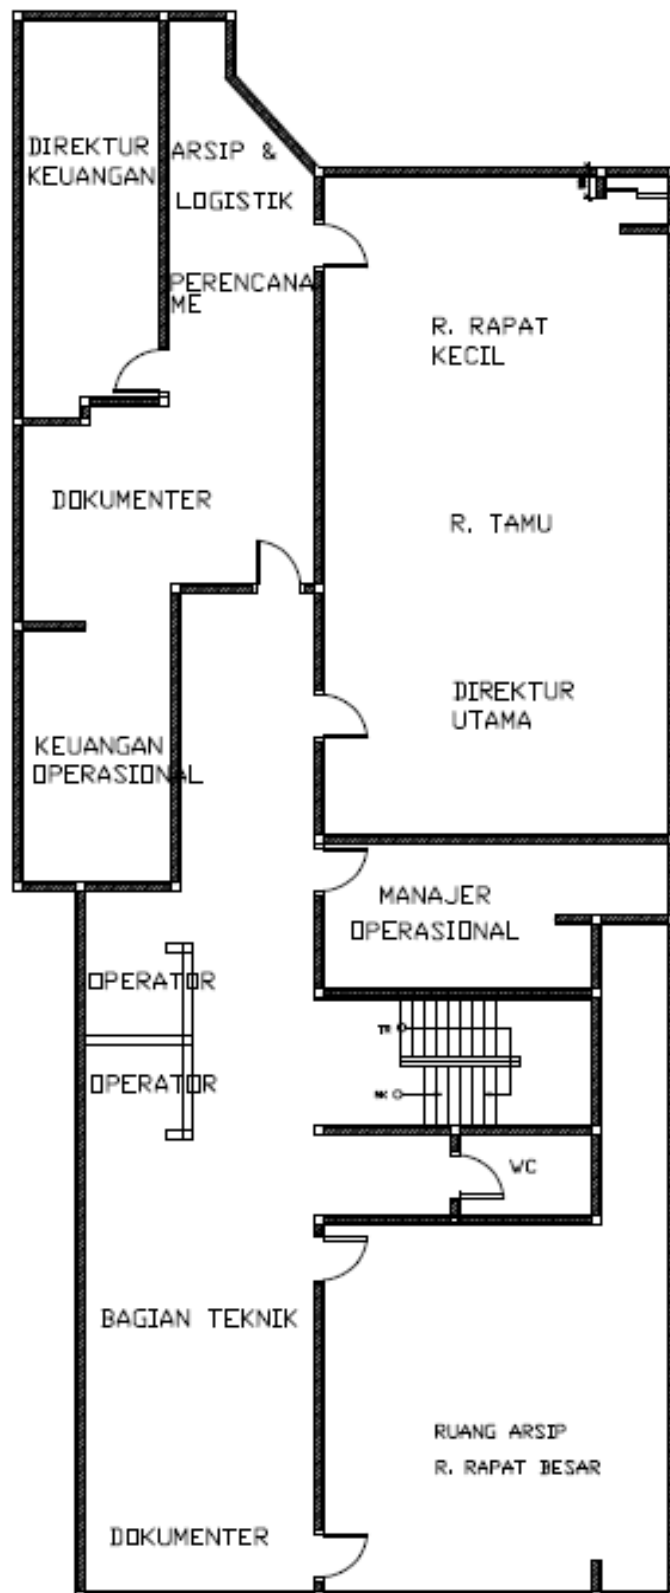 DIREKTUR
KEUANGAN
ARSIP &
LOGISTIK
PERENCANA
ME
R. RAPAT
KECIL
DOKUMENTER
R. TAMU
DIREKTUR
UTAMA
KEUANGAN
OPERASIONAL
MANAJER
OPERASIONAL
OPERATOR
OPERATOR
WC
BAGIAN TEKNIK
RUANG ARSIP
R. RAPAT BESAR
DOKUMENTER